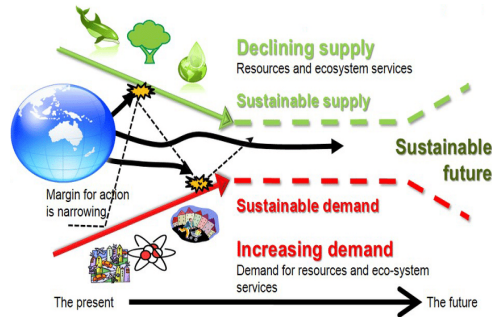 Declining supply
Resources and ecosystem services
Sustainable supply
Sustainable
future
Margin for action
is narrowing
Sustainable demand
Increasing demand
Demand for resources and eco-system
services
The present
The future